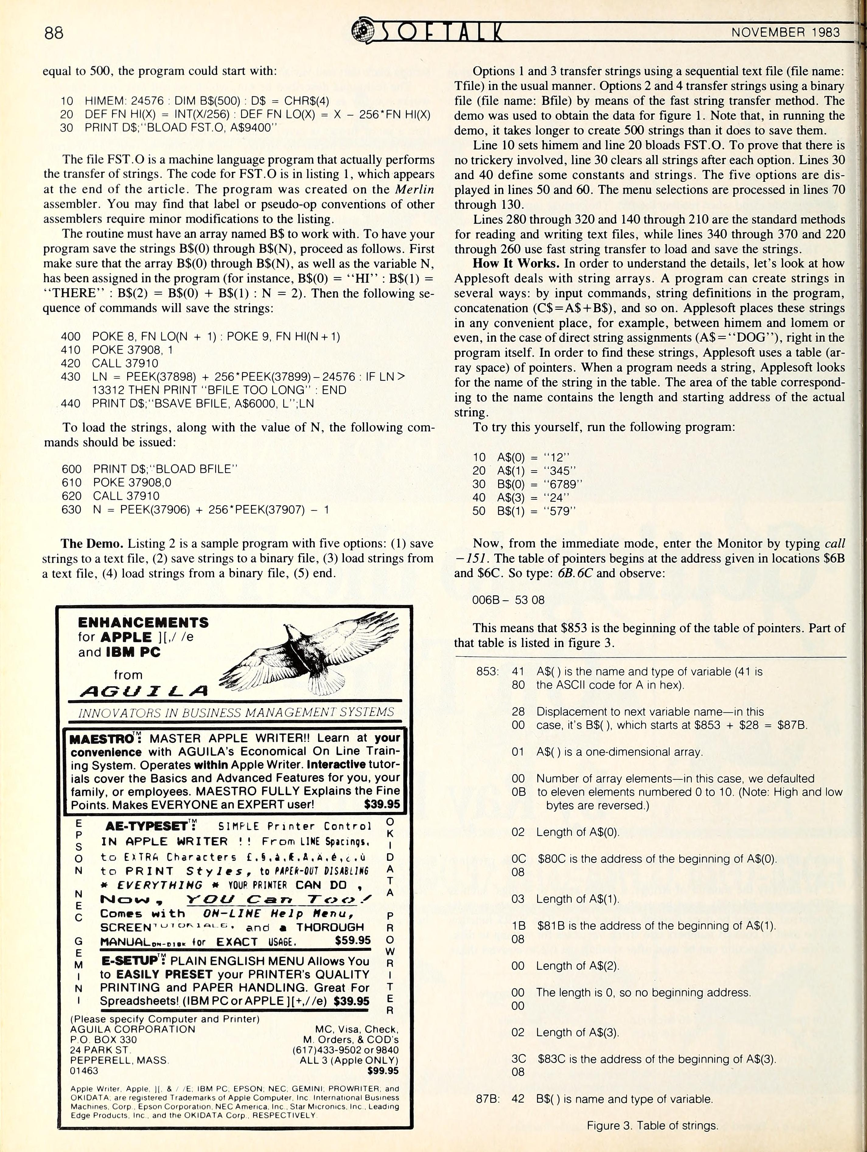 88
SOFTALK
NOVEMBER 1983
equal to 500, the program could start with:
10 HIMEM: 24576 : DIM B$(500) : D$ = CHR$(4)
20 DEF FN HI(X) = INT(X/256) : DEF FN LO(X) = X − 256*FN HI(X)
30 PRINT D$;"BLOAD FST.O, A$9400"
The file FST.O is a machine language program that actually performs
the transfer of strings. The code for FST.O is in listing 1, which appears
at the end of the article. The program was created on the Merlin
assembler. You may find that label or pseudo-op conventions of other
assemblers require minor modifications to the listing.
The routine must have an array named B$ to work with. To have your
program save the strings B$(0) through B$(N), proceed as follows. First
make sure that the array B$(0) through B$(N), as well as the variable N,
has been assigned in the program (for instance, B$(0) = "HI" : B$(1) =
"THERE" : B$(2) = B$(0) + B$(1) : N = 2). Then the following se-
quence of commands will save the strings:
400 POKE 8, FN LO(N + 1) : POKE 9, FN HI(N+1)
410 POKE 37908, 1
420 CALL 37910
430 LN = PEEK(37898) + 256*PEEK(37899) − 24576 : IF LN >
13312 THEN PRINT "BFILE TOO LONG" : END
440 PRINT D$;"BSAVE BFILE, A$6000, L";LN
To load the strings, along with the value of N, the following com-
mands should be issued:
600 PRINT D$;"BLOAD BFILE"
610 POKE 37908,0
620 CALL 37910
630 N = PEEK(37906) + 256*PEEK(37907) − 1
The Demo. Listing 2 is a sample program with five options: (1) save
strings to a text file, (2) save strings to a binary file, (3) load strings from
a text file, (4) load strings from a binary file, (5) end.
ENHANCEMENTS
for APPLE ][,/ /e
and IBM PC
from
AGUILA
INNOVATORS IN BUSINESS MANAGEMENT SYSTEMS
MAESTRO™: MASTER APPLE WRITER!! Learn at your
convenience with AGUILA's Economical On Line Train-
ing System. Operates within Apple Writer. Interactive tutor-
ials cover the Basics and Advanced Features for you, your
family, or employees. MAESTRO FULLY Explains the Fine
Points. Makes EVERYONE an EXPERT user! $39.95
EPSON NEC GEMINI
AE-TYPESET™: SIMPLE Printer Control
IN APPLE WRITER !! From LINE Spacings,
to EXTRA Characters £,§,à,Æ,Å,Ä,é,¿,ù
to PRINT Styles, to PAPER-OUT DISABLING
* EVERYTHING * YOUR PRINTER CAN DO ,
Now, YOU Can Too!
Comes with ON-LINE Help Menu,
SCREEN TUTORIALS, and a THOROUGH
MANUAL ON-DISK for EXACT USAGE. $59.95
E-SETUP™: PLAIN ENGLISH MENU Allows You
to EASILY PRESET your PRINTER's QUALITY
PRINTING and PAPER HANDLING. Great For
Spreadsheets! (IBM PC or APPLE ][+,//e) $39.95
OKIDATA PROWRITER
(Please specify Computer and Printer)
AGUILA CORPORATION
P.O. BOX 330
24 PARK ST.
PEPPERELL, MASS.
01463
MC, Visa, Check,
M. Orders, & COD's
(617)433-9502 or 9840
ALL 3 (Apple ONLY)
$99.95
Apple Writer, Apple, ][, & / /E; IBM PC, EPSON; NEC; GEMINI; PROWRITER; and
OKIDATA; are registered Trademarks of Apple Computer, Inc. International Business
Machines, Corp., Epson Corporation, NEC America, Inc., Star Micronics, Inc., Leading
Edge Products, Inc., and the OKIDATA Corp., RESPECTIVELY.
Options 1 and 3 transfer strings using a sequential text file (file name:
Tfile) in the usual manner. Options 2 and 4 transfer strings using a binary
file (file name: Bfile) by means of the fast string transfer method. The
demo was used to obtain the data for figure 1. Note that, in running the
demo, it takes longer to create 500 strings than it does to save them.
Line 10 sets himem and line 20 bloads FST.O. To prove that there is
no trickery involved, line 30 clears all strings after each option. Lines 30
and 40 define some constants and strings. The five options are dis-
played in lines 50 and 60. The menu selections are processed in lines 70
through 130.
Lines 280 through 320 and 140 through 210 are the standard methods
for reading and writing text files, while lines 340 through 370 and 220
through 260 use fast string transfer to load and save the strings.
How It Works. In order to understand the details, let's look at how
Applesoft deals with string arrays. A program can create strings in
several ways: by input commands, string definitions in the program,
concatenation (C$=A$+B$), and so on. Applesoft places these strings
in any convenient place, for example, between himem and lomem or
even, in the case of direct string assignments (A$="DOG"), right in the
program itself. In order to find these strings, Applesoft uses a table (ar-
ray space) of pointers. When a program needs a string, Applesoft looks
for the name of the string in the table. The area of the table correspond-
ing to the name contains the length and starting address of the actual
string.
To try this yourself, run the following program:
10 A$(0) = "12"
20 A$(1) = "345"
30 B$(0) = "6789"
40 A$(3) = "24"
50 B$(1) = "579"
Now, from the immediate mode, enter the Monitor by typing call
−151. The table of pointers begins at the address given in locations $6B
and $6C. So type: 6B.6C and observe:
006B− 53 08
This means that $853 is the beginning of the table of pointers. Part of
that table is listed in figure 3.
853: 41 A$( ) is the name and type of variable (41 is
80 the ASCII code for A in hex).
28 Displacement to next variable name—in this
00 case, it's B$( ), which starts at $853 + $28 = $87B.
01 A$( ) is a one-dimensional array.
00 Number of array elements—in this case, we defaulted
0B to eleven elements numbered 0 to 10. (Note: High and low
bytes are reversed.)
02 Length of A$(0).
0C $80C is the address of the beginning of A$(0).
08
03 Length of A$(1).
1B $81B is the address of the beginning of A$(1).
08
00 Length of A$(2).
00 The length is 0, so no beginning address.
00
02 Length of A$(3).
3C $83C is the address of the beginning of A$(3).
08
87B: 42 B$( ) is name and type of variable.
Figure 3. Table of strings.